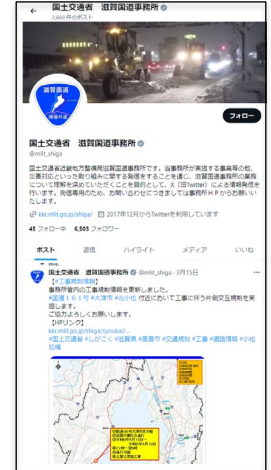 国土交通省 滋賀国道事務所
2,660 件のポスト
滋賀国道
フォロー
国土交通省 滋賀国道事務所
@mlit_shiga
国土交通省近畿地方整備局滋賀国道事務所です。当事務所が実施する事業等の他、
災害対応といった取り組みに関する発信をすることを通じ、滋賀国道事務所の業務
について理解を深めていただくことを目的として、X(旧Twitter)による情報発信を
行います。発信専用のため、お問い合わせにつきましては事務所HPからお願いい
たします。
kkr.mlit.go.jp/shiga/ 2017年12月からTwitterを利用しています
45 フォロー中 6,503 フォロワー
ポスト 返信 ハイライト メディア いいね
国土交通省 滋賀国道事務所 @mlit_shiga · 3月15日
【#工事規制情報】
事務所管内の工事規制情報を更新しました。
#国道161号 #大津市 #北小松 付近において工事に伴う片側交互規制を実
施します。
ご協力よろしくお願いします。
【HPリンク】
kkr.mlit.go.jp/shiga/syoukai/...
#国土交通省 #しがこく #滋賀県 #高島市 #交通規制 #工事 #道路情報 #小松
拡幅